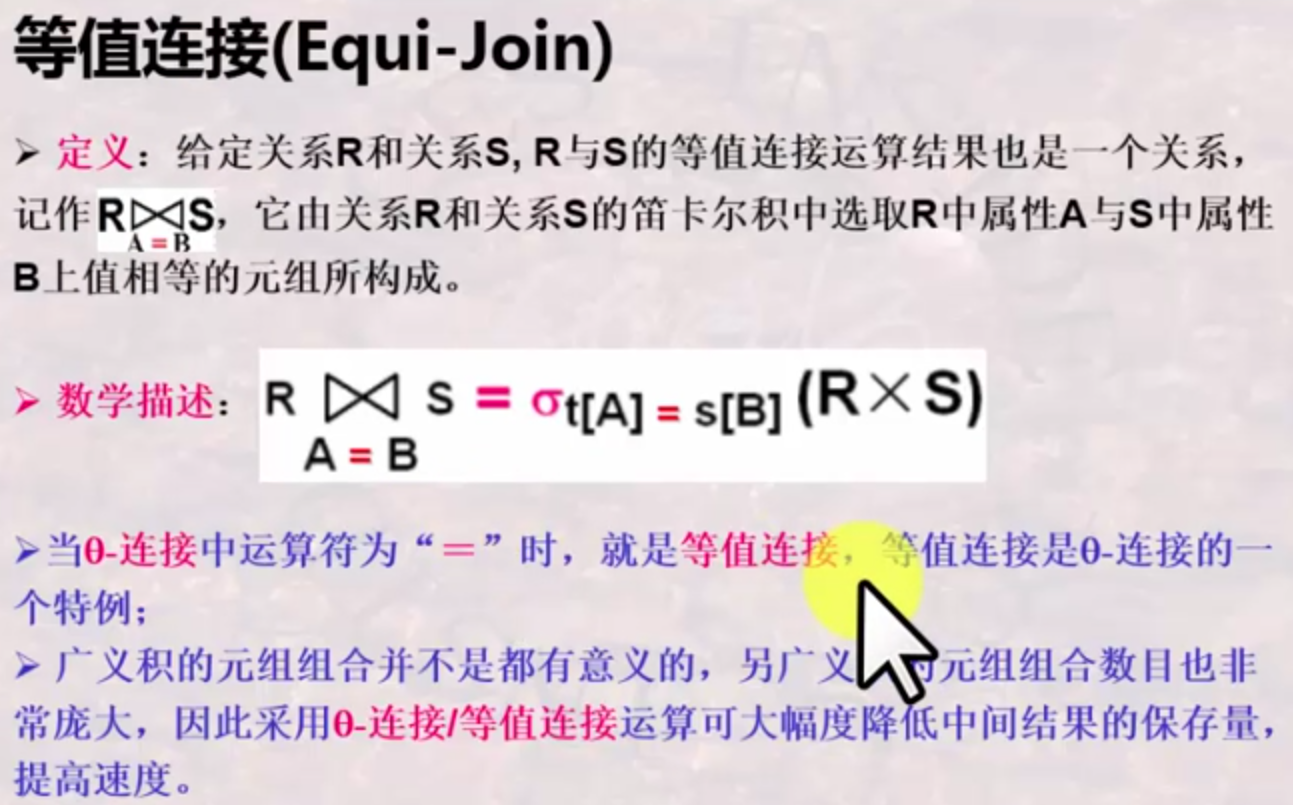 等值连接(Equi-Join)
➢ 定义：给定关系R和关系S, R与S的等值连接运算结果也是一个关系，
记作R⋈S，它由关系R和关系S的笛卡尔积中选取R中属性A与S中属性
A = B
B上值相等的元组所构成。
➢ 数学描述： R ⋈ S = σt[A] = s[B] (R × S)
A = B
➢当θ-连接中运算符为“＝”时，就是等值连接，等值连接是θ-连接的一
个特例；
➢ 广义积的元组组合并不是都有意义的，另广义 的元组组合数目也非
常庞大，因此采用θ-连接/等值连接运算可大幅度降低中间结果的保存量，
提高速度。